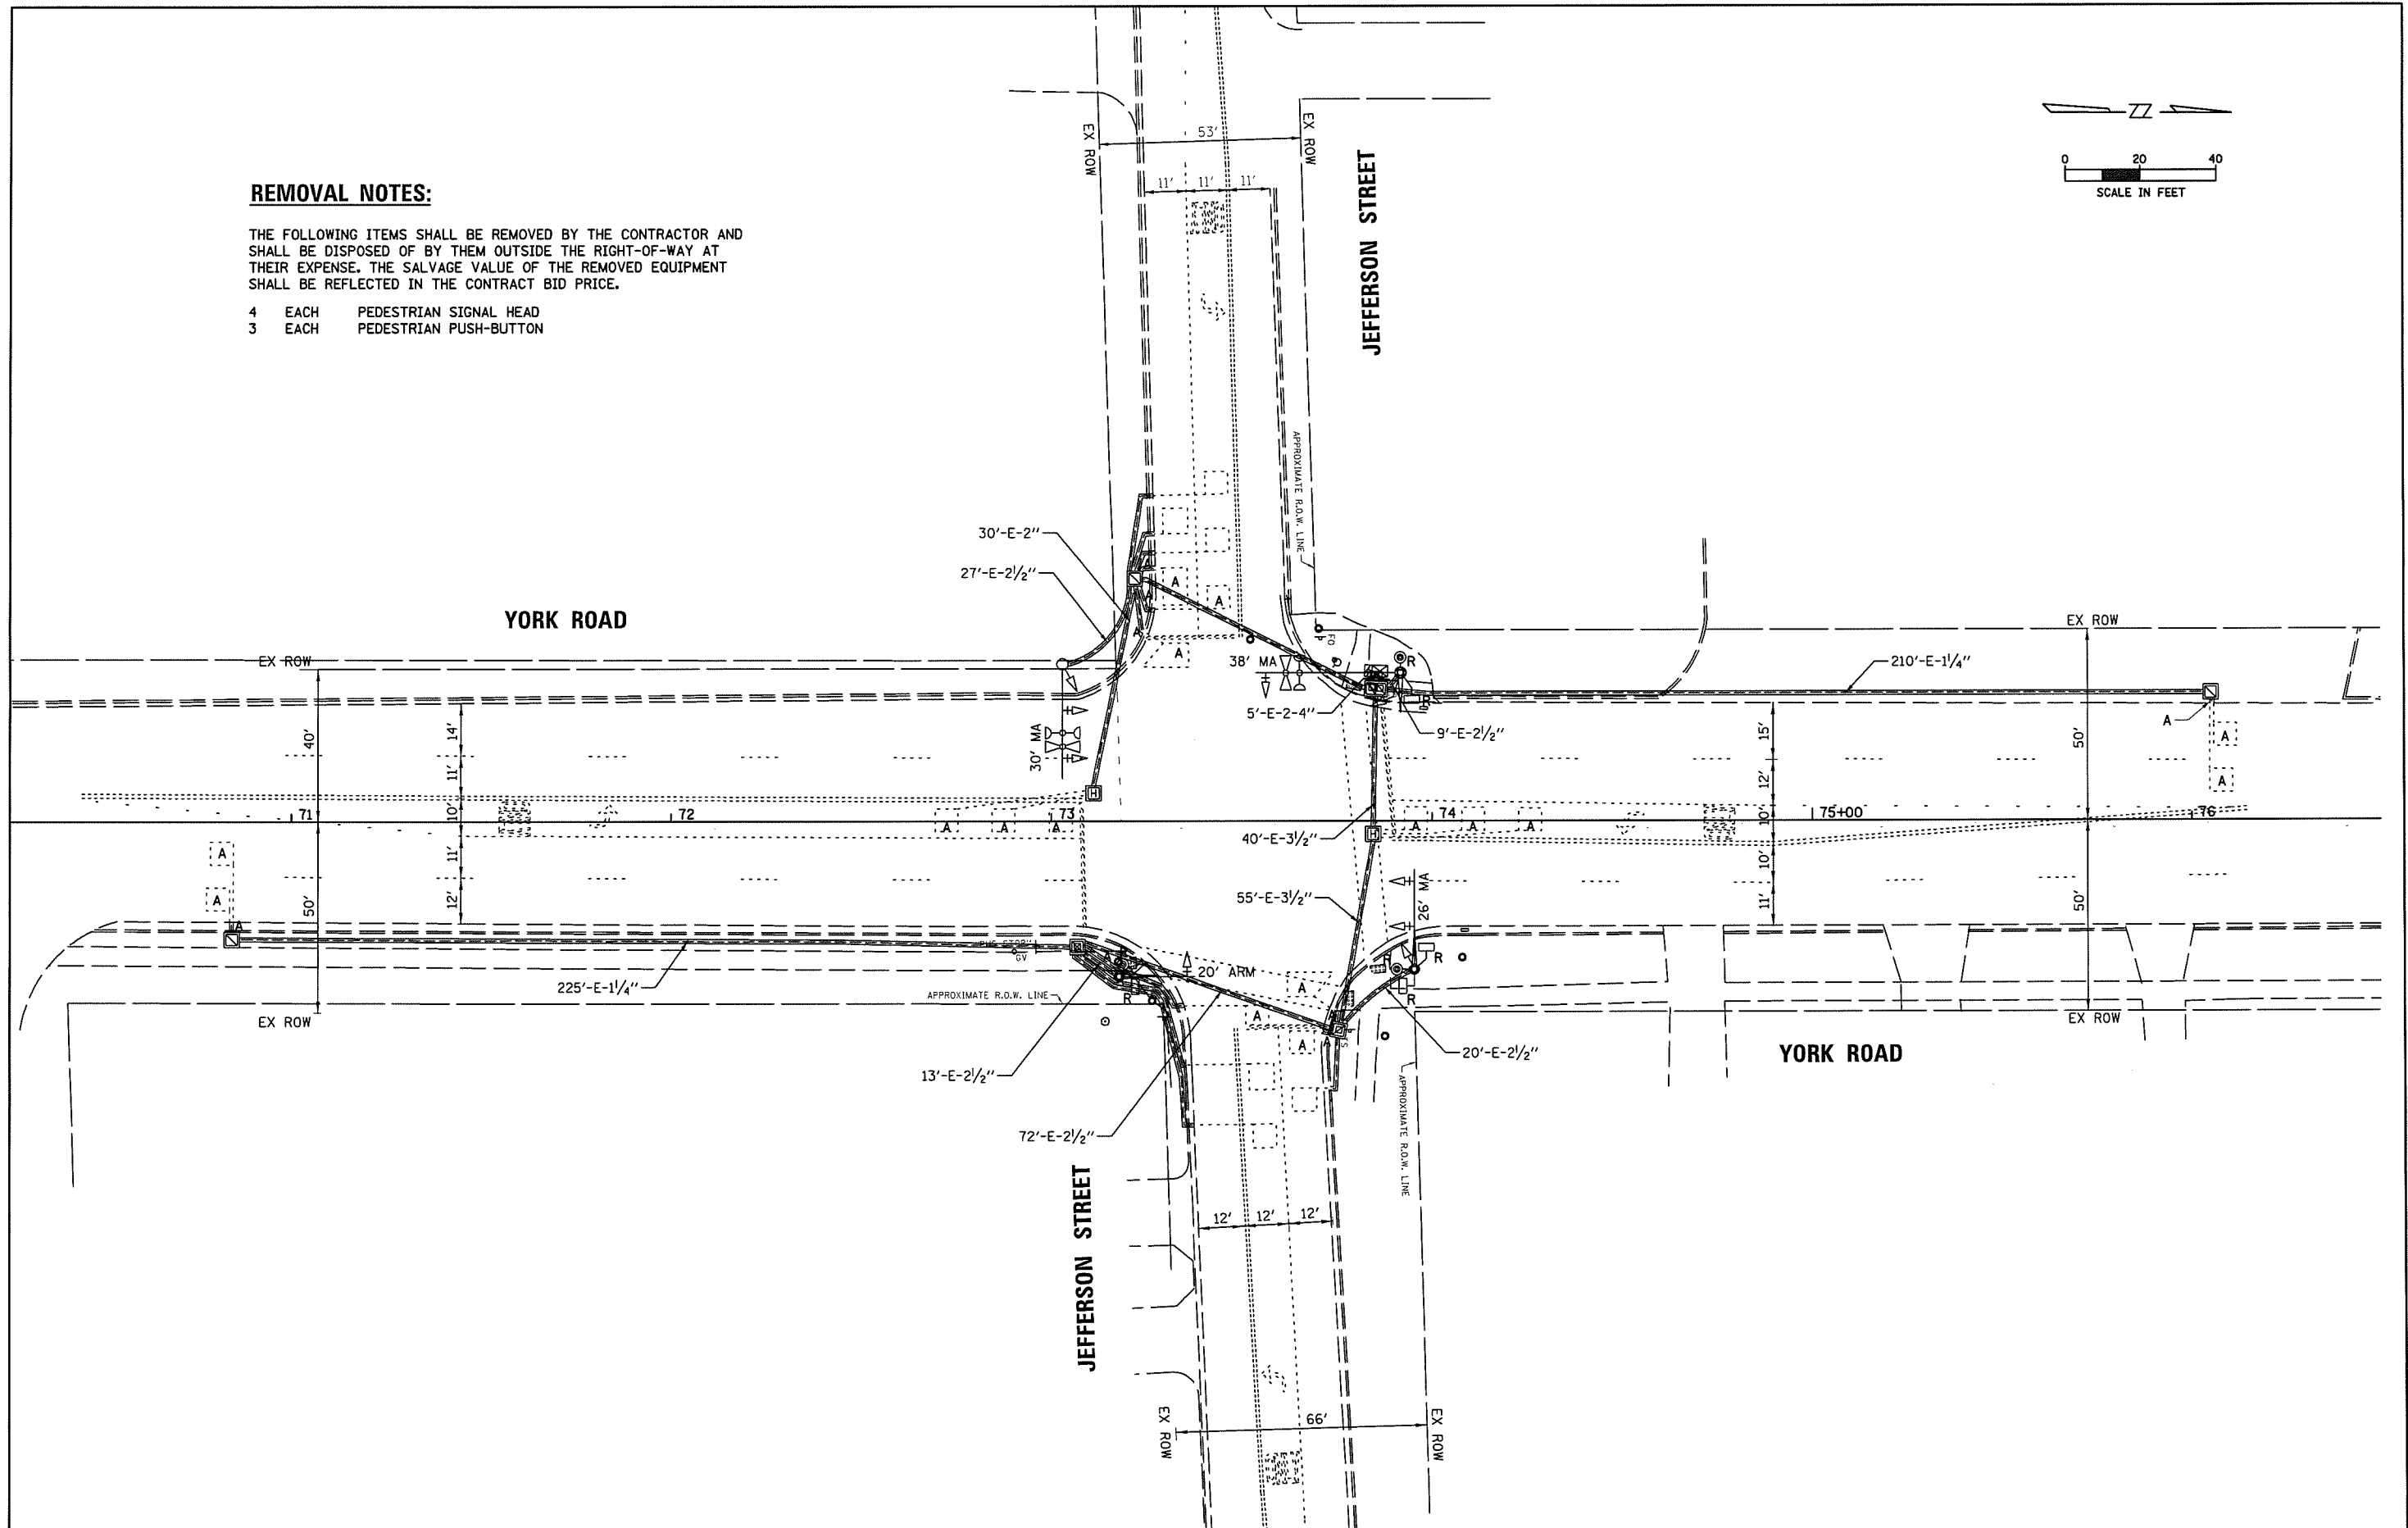 EX ROW
53'
EX ROW
JEFFERSON STREET
0 20 40
SCALE IN FEET
REMOVAL NOTES:
THE FOLLOWING ITEMS SHALL BE REMOVED BY THE CONTRACTOR AND
SHALL BE DISPOSED OF BY THEM OUTSIDE THE RIGHT-OF-WAY AT
THEIR EXPENSE. THE SALVAGE VALUE OF THE REMOVED EQUIPMENT
SHALL BE REFLECTED IN THE CONTRACT BID PRICE.
4 EACH PEDESTRIAN SIGNAL HEAD
3 EACH PEDESTRIAN PUSH-BUTTON
11' 11' 11'
APPROXIMATE R.O.W. LINE
30'-E-2"
27'-E-2½"
A
A
A
A
A
A
YORK ROAD
EX ROW
EX ROW
FO
38' MA
R
R
210'-E-1¼"
5'-E-2-4"
9'-E-2½"
A
A
A
40'
14'
11'
10'
11'
12'
50'
30' MA
H
15'
12'
10'
10'
11'
50'
50'
71
72
73
74
75+00
76
A A A
A A A
H
40'-E-3½"
55'-E-3½"
26' MA
A
A
A
GV
20' ARM
R
R
R
225'-E-1¼"
APPROXIMATE R.O.W. LINE
A
A
A
A
EX ROW
EX ROW
20'-E-2½"
YORK ROAD
13'-E-2½"
72'-E-2½"
APPROXIMATE R.O.W. LINE
JEFFERSON STREET
12' 12' 12'
EX ROW
66'
EX ROW